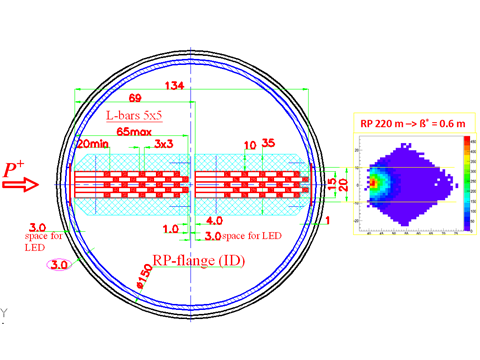 134
69
L-bars 5x5
65max
20min
3x3
10
35
P+
15
20
3.0
space for
LED
1.0
4.0
3.0
space for LED
1
3.0
RP-flange (ID)
ø150
RP 220 m –> ß* = 0.6 m
Y